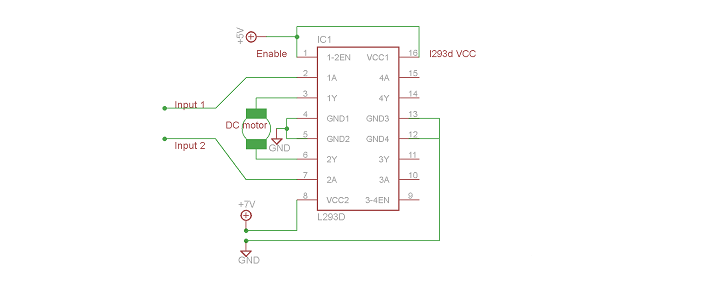 +5V
IC1
Enable
1 1-2EN VCC1 16 l293d VCC
2 1A 4A 15
3 1Y 4Y 14
Input 1
4 GND1 GND3 13
DC motor
5 GND2 GND4 12
Input 2
GND
6 2Y 3Y 11
7 2A 3A 10
8 VCC2 3-4EN 9
+7V
L293D
GND